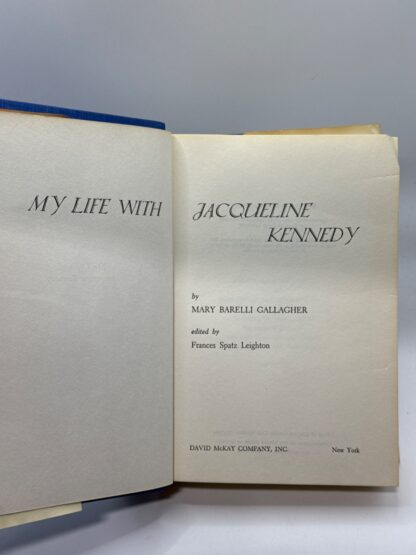 MY LIFE WITH JACQUELINE
KENNEDY
by
MARY BARELLI GALLAGHER
edited by
Frances Spatz Leighton
DAVID McKAY COMPANY, INC. New York